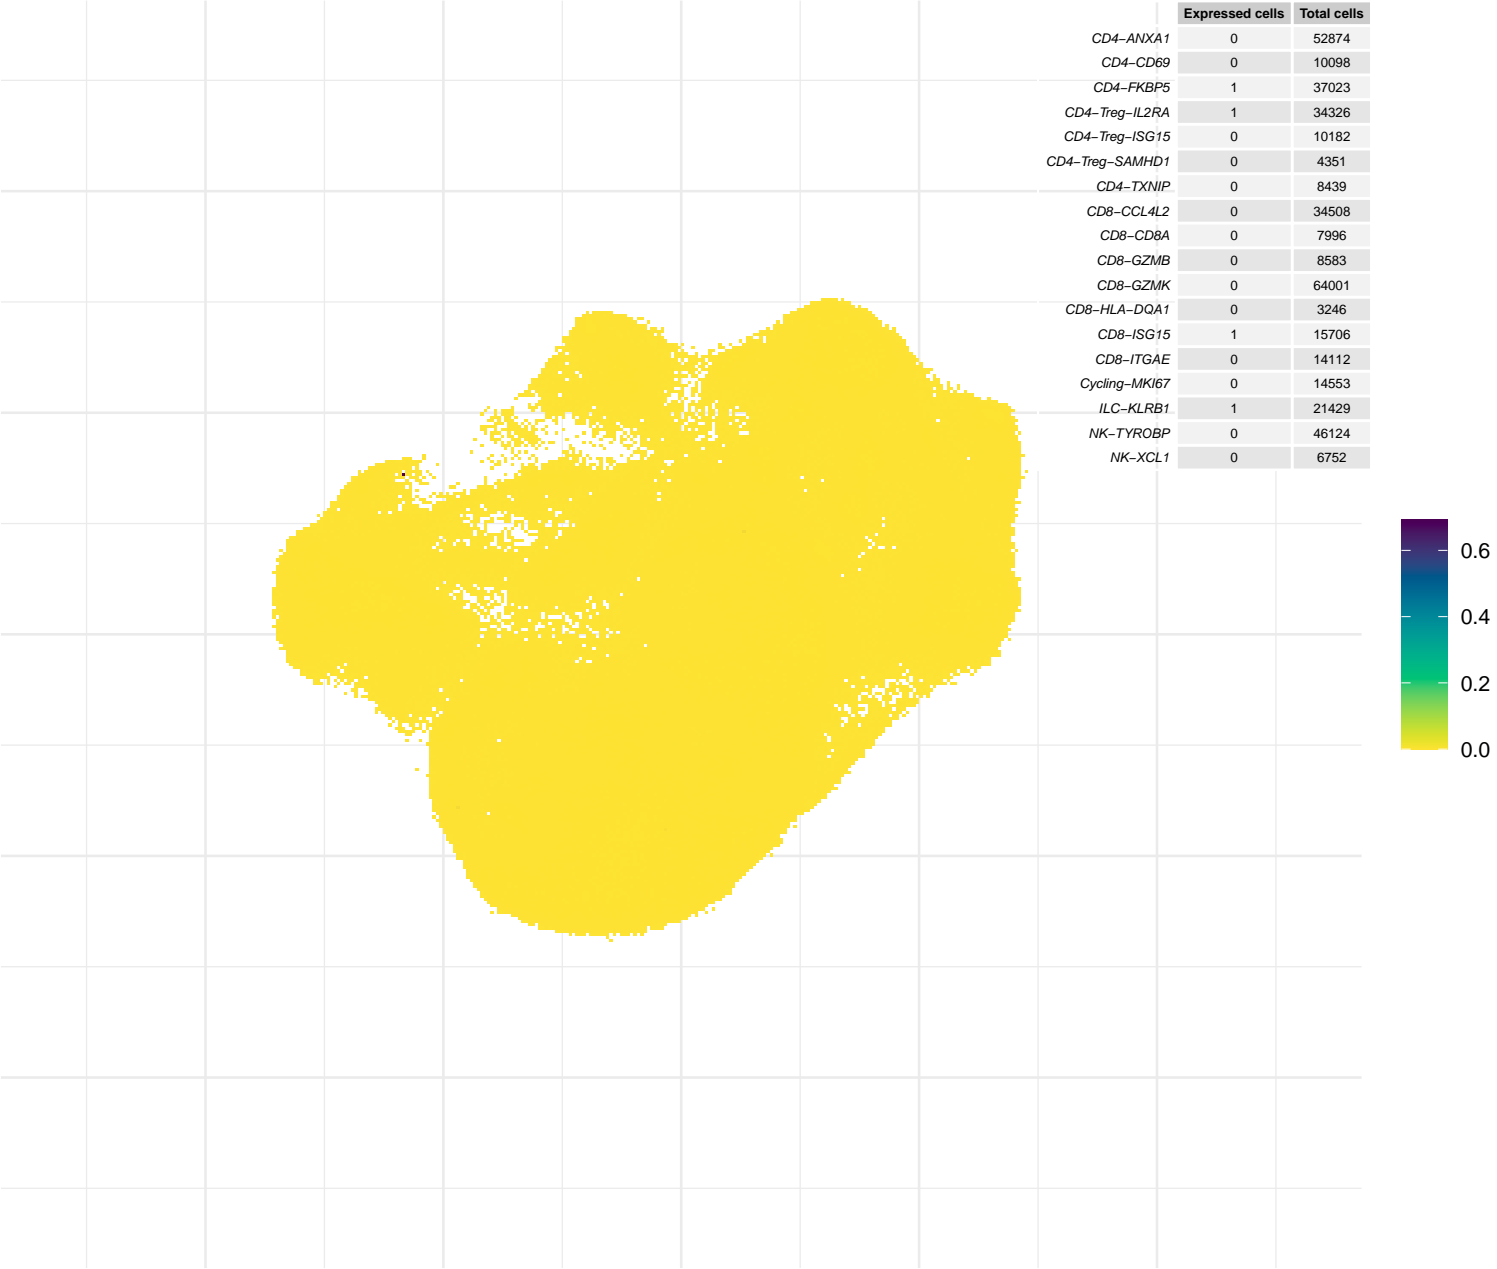 Expressed cells Total cells
CD4−ANXA1 0 52874
CD4−CD69 0 10098
CD4−FKBP5 1 37023
CD4−Treg−IL2RA 1 34326
CD4−Treg−ISG15 0 10182
CD4−Treg−SAMHD1 0 4351
CD4−TXNIP 0 8439
CD8−CCL4L2 0 34508
CD8−CD8A 0 7996
CD8−GZMB 0 8583
CD8−GZMK 0 64001
CD8−HLA−DQA1 0 3246
CD8−ISG15 1 15706
CD8−ITGAE 0 14112
Cycling−MKI67 0 14553
ILC−KLRB1 1 21429
NK−TYROBP 0 46124
NK−XCL1 0 6752
0.6
0.4
0.2
0.0